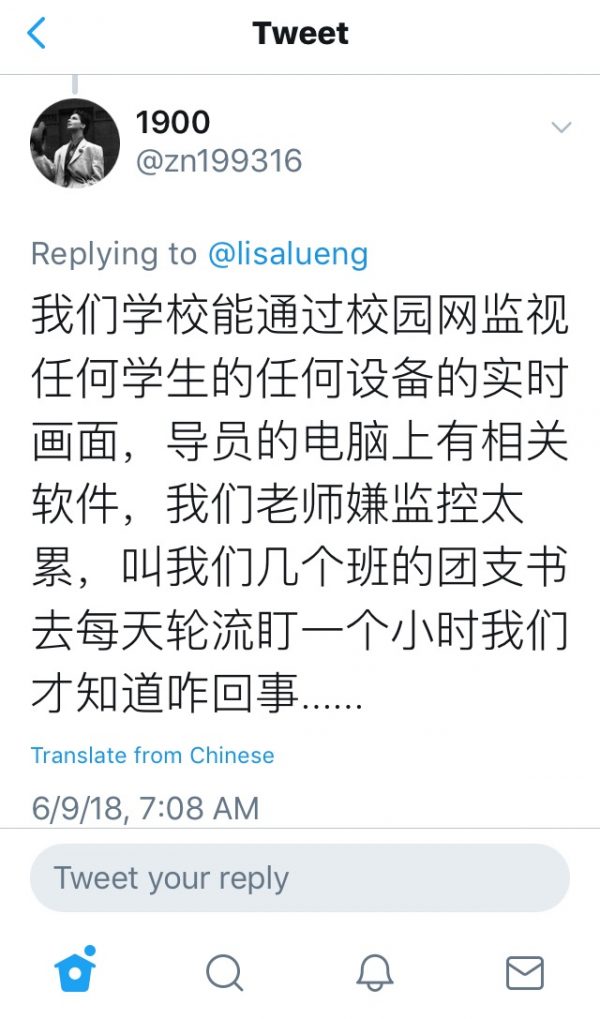 Tweet
1900
@zn199316
Replying to @lisalueng
我们学校能通过校园网监视
任何学生的任何设备的实时
画面，导员的电脑上有相关
软件，我们老师嫌监控太
累，叫我们几个班的团支书
去每天轮流盯一个小时我们
才知道咋回事……
Translate from Chinese
6/9/18, 7:08 AM
Tweet your reply